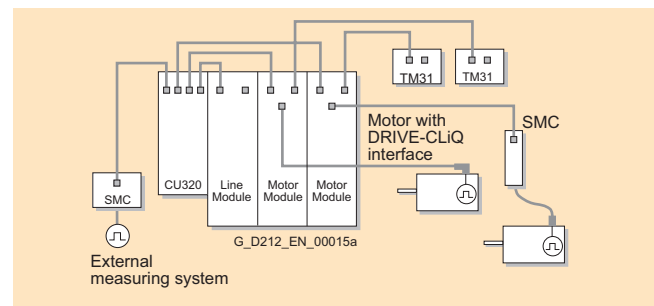 TM31
TM31
Motor with
DRIVE-CLiQ
interface
SMC
CU320
Line
Module
Motor
Module
Motor
Module
SMC
G_D212_EN_00015a
External
measuring system